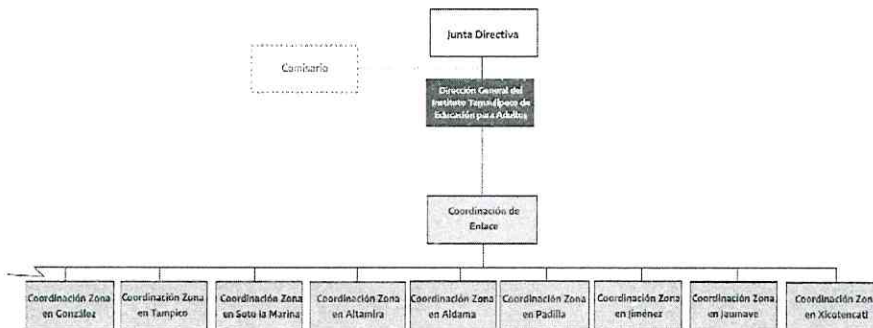 Junta Directiva
Comisario
Dirección General del
Instituto Tamaulipeco de
Educación para Adultos
Coordinación de
Enlace
Coordinación Zona
en González
Coordinación Zona
en Tampico
Coordinación Zona
en Soto la Marina
Coordinación Zona
en Altamira
Coordinación Zona
en Aldama
Coordinación Zona
en Padilla
Coordinación Zona
en Jiménez
Coordinación Zona
en Jaumave
Coordinación Zona
en Xicotencatl